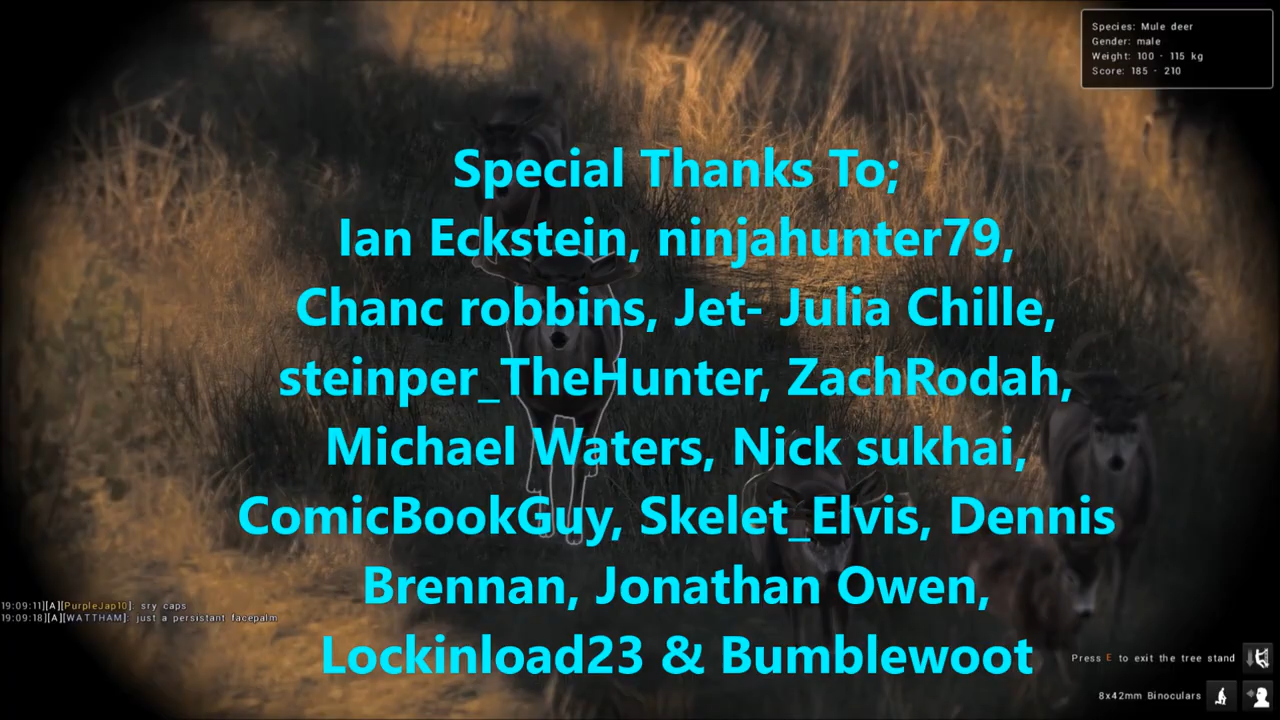 Species: Mule deer
Gender: male
Weight: 100 - 115 kg
Score: 185 - 210
Special Thanks To;
Ian Eckstein, ninjahunter79,
Chanc robbins, Jet- Julia Chille,
steinper_TheHunter, ZachRodah,
Michael Waters, Nick sukhai,
ComicBookGuy, Skelet_Elvis, Dennis
Brennan, Jonathan Owen,
Lockinload23 & Bumblewoot
19:09:11][A][PurpleJap10]: sry caps
19:09:18][A][WATTHAM]: just a persistant facepalm
Press E to exit the tree stand
8x42mm Binoculars